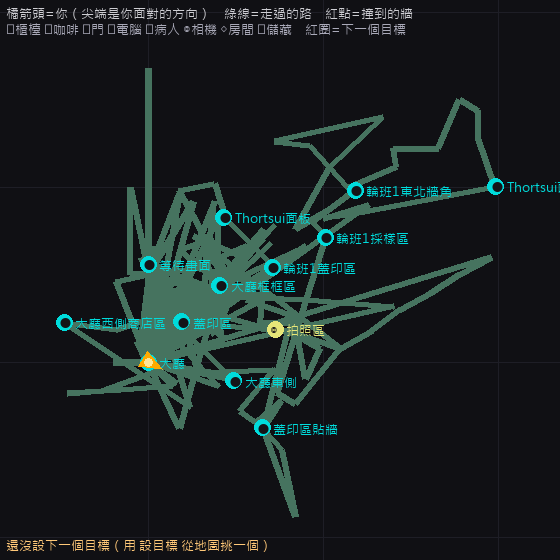 橘箭頭=你（尖端是你面對的方向） 綠線=走過的路 紅點=撞到的牆
櫃檯 咖啡 門 電腦 病人 相機 房間 儲藏 紅圈=下一個目標
輪班1東北牆角
Thortsui
Thortsui面板
輪班1採樣區
等待畫面
輪班1蓋印區
大廳框框區
大廳西側商店區
蓋印區
拍照區
大廳
大廳東側
蓋印區貼牆
還沒設下一個目標（用 設目標 從地圖挑一個）